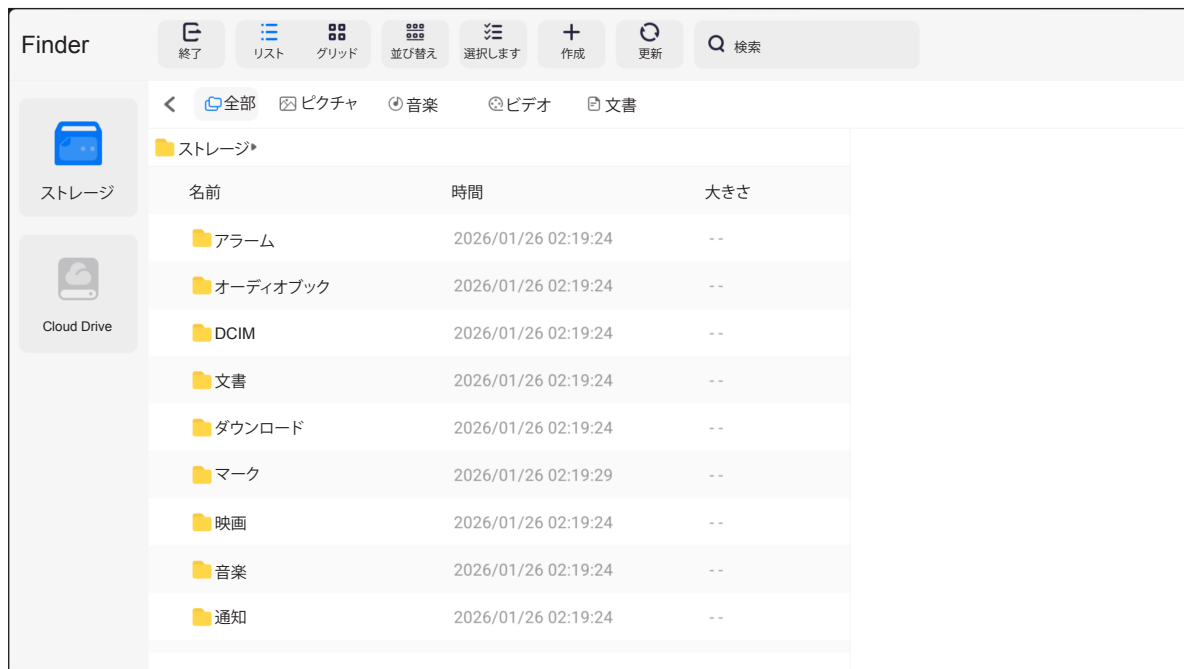 Finder
終了 リスト グリッド 並び替え 選択します 作成 更新 検索
全部 ピクチャ 音楽 ビデオ 文書
ストレージ
ストレージ
Cloud Drive
名前 時間 大きさ
アラーム 2026/01/26 02:19:24 - -
オーディオブック 2026/01/26 02:19:24 - -
DCIM 2026/01/26 02:19:24 - -
文書 2026/01/26 02:19:24 - -
ダウンロード 2026/01/26 02:19:24 - -
マーク 2026/01/26 02:19:29 - -
映画 2026/01/26 02:19:24 - -
音楽 2026/01/26 02:19:24 - -
通知 2026/01/26 02:19:24 - -